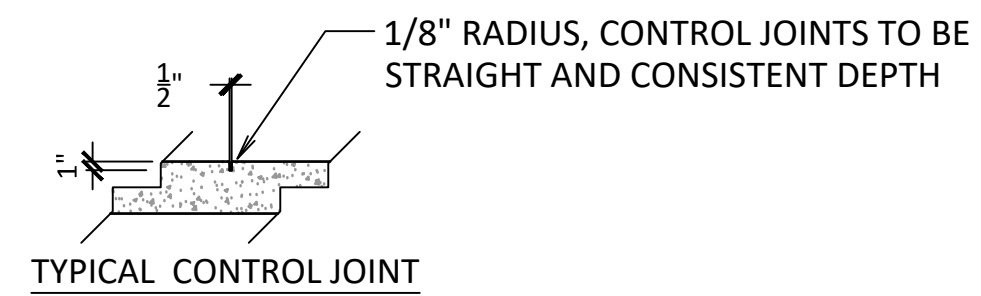 1/8" RADIUS, CONTROL JOINTS TO BE
STRAIGHT AND CONSISTENT DEPTH
1/2"
1"
TYPICAL CONTROL JOINT